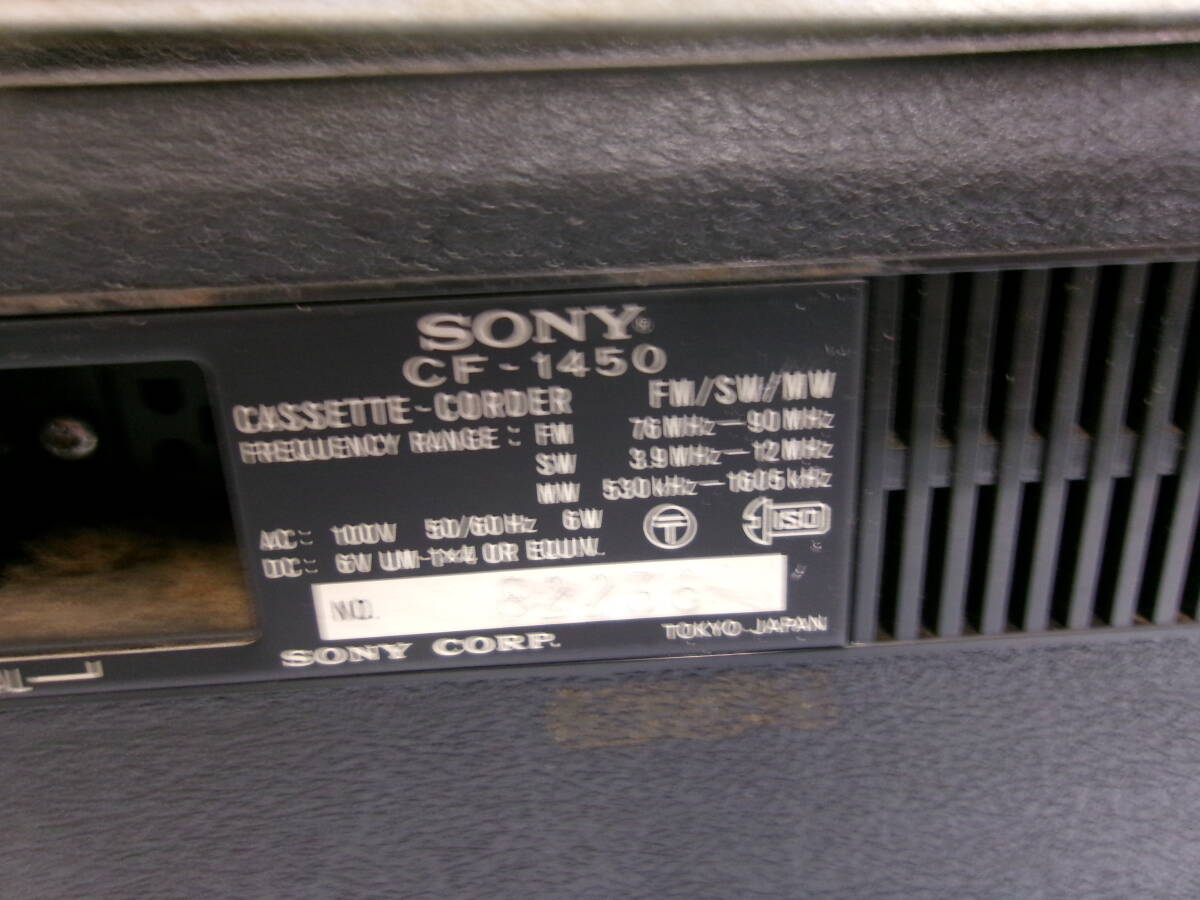 SONY®
CF-1450
CASSETTE-CORDER FM/SW/MW
FREQUENCY RANGE: FM 76MHz—90MHz
SW 3.9MHz—12MHz
MW 530kHz—1605kHz
AC: 100V 50/60Hz 6W T ISO
DC: 6V UM-1×4 OR EQUIV.
NO.
SONY CORP. TOKYO JAPAN